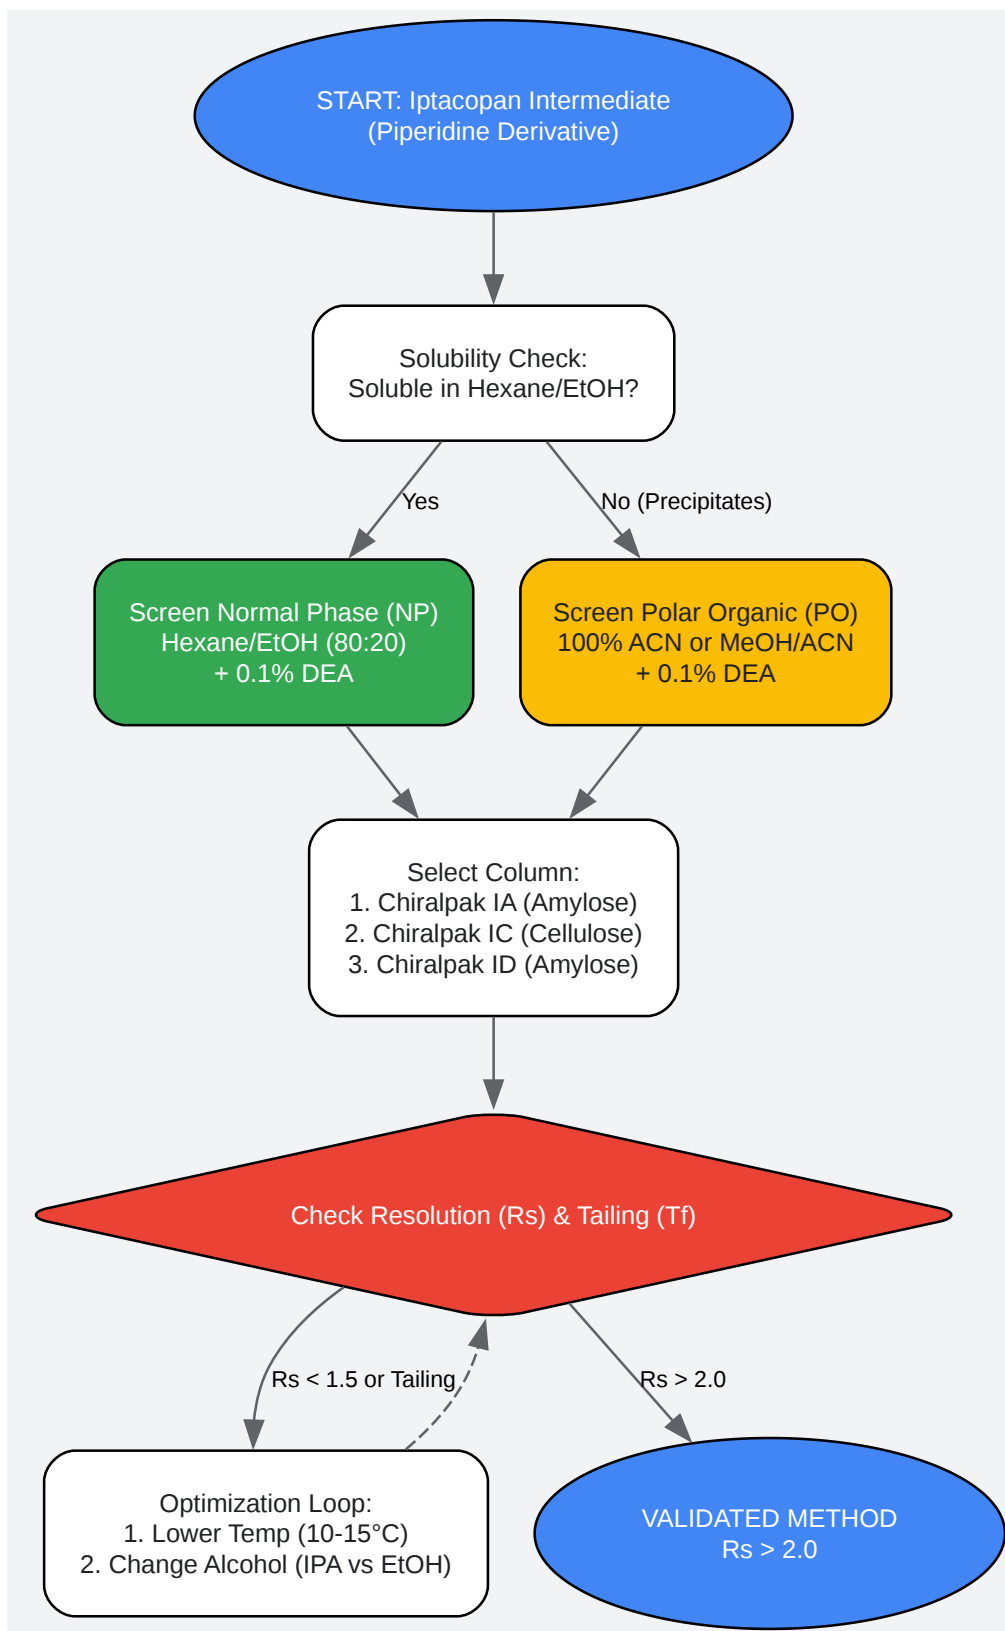 START: Iptacopan Intermediate
(Piperidine Derivative)
Solubility Check:
Soluble in Hexane/EtOH?
Yes
No (Precipitates)
Screen Normal Phase (NP)
Hexane/EtOH (80:20)
+ 0.1% DEA
Screen Polar Organic (PO)
100% ACN or MeOH/ACN
+ 0.1% DEA
Select Column:
1. Chiralpak IA (Amylose)
2. Chiralpak IC (Cellulose)
3. Chiralpak ID (Amylose)
Check Resolution (Rs) & Tailing (Tf)
Rs < 1.5 or Tailing
Rs > 2.0
Optimization Loop:
1. Lower Temp (10-15°C)
2. Change Alcohol (IPA vs EtOH)
VALIDATED METHOD
Rs > 2.0